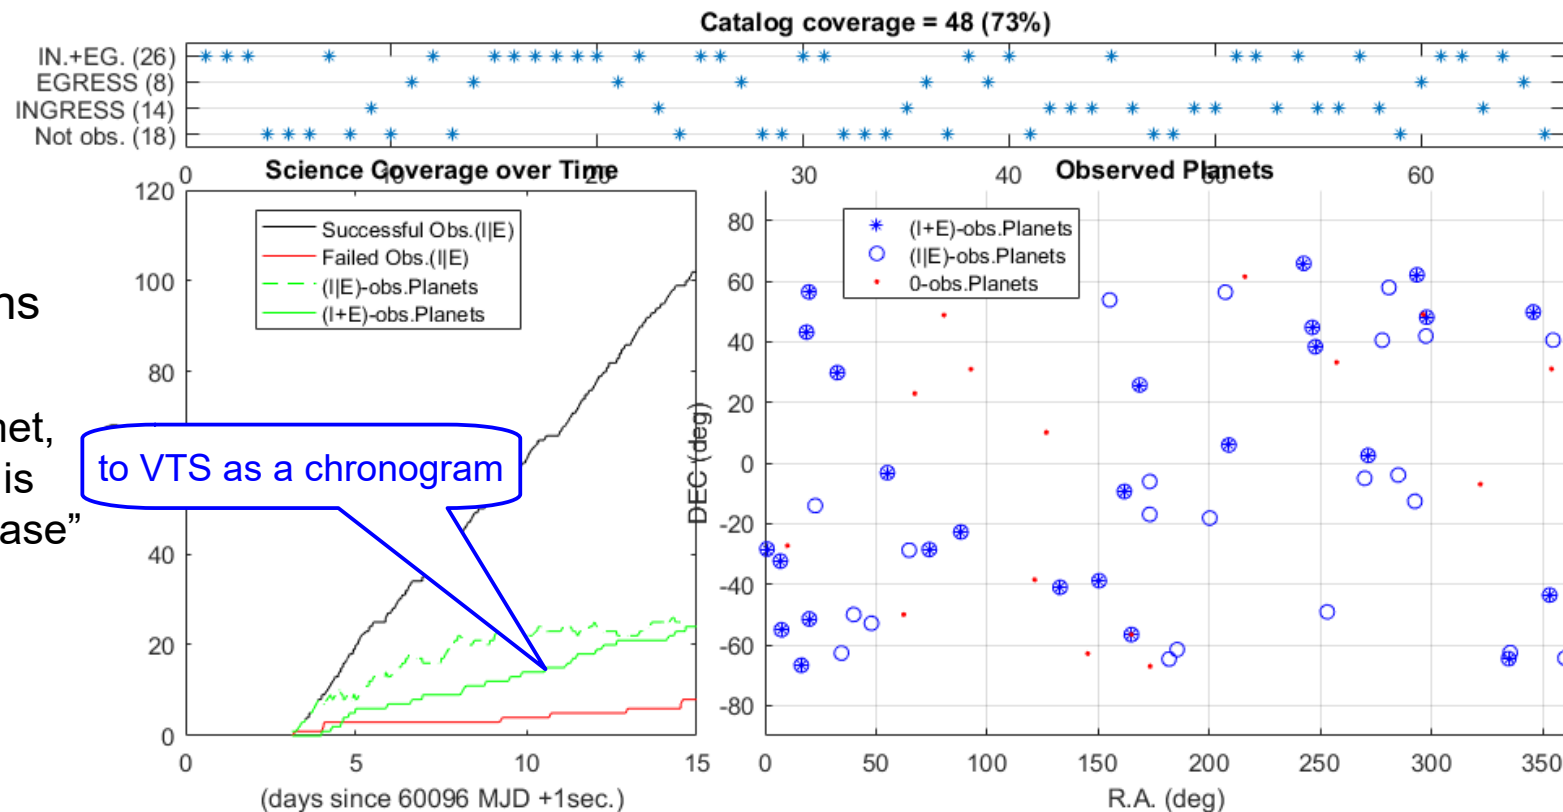 Catalog coverage = 48 (73%)
IN.+EG. (26)
EGRESS (8)
INGRESS (14)
Not obs. (18)
0 10 20 30 40 50 60
Science Coverage over Time
Observed Planets
120
100
80
40
20
0
0 5 10 15
(days since 60096 MJD +1sec.)
Successful Obs.(I|E)
Failed Obs.(I|E)
(I|E)-obs.Planets
(I+E)-obs.Planets
ns
net,
is
ase”
to VTS as a chronogram
DEC (deg)
80
60
40
20
0
-20
-40
-60
-80
0 50 100 150 200 250 300 350
R.A. (deg)
(I+E)-obs.Planets
(I|E)-obs.Planets
0-obs.Planets